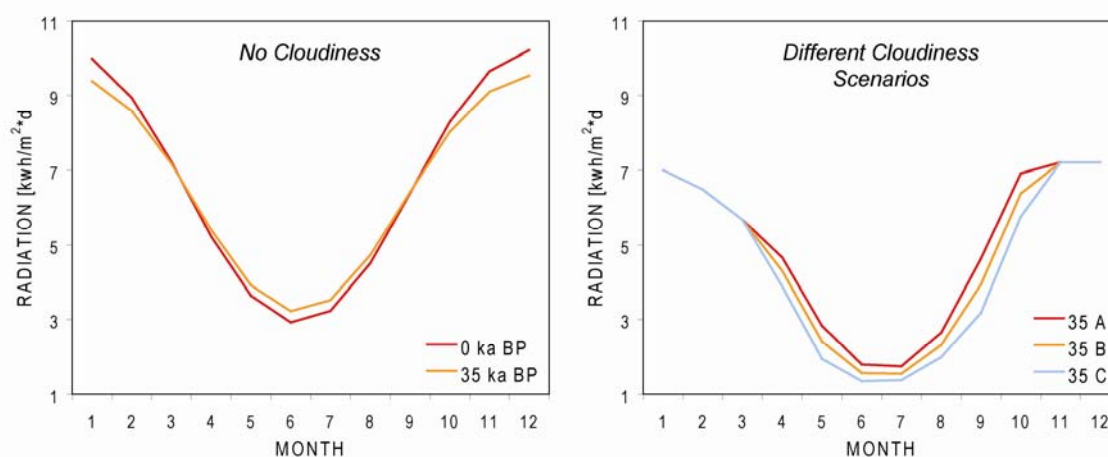 No Cloudiness
RADIATION [kwh/m²*d]
11
9
7
5
3
1
0 ka BP
35 ka BP
1 2 3 4 5 6 7 8 9 10 11 12
MONTH
Different Cloudiness
Scenarios
RADIATION [kwh/m²*d]
11
9
7
5
3
1
35 A
35 B
35 C
1 2 3 4 5 6 7 8 9 10 11 12
MONTH